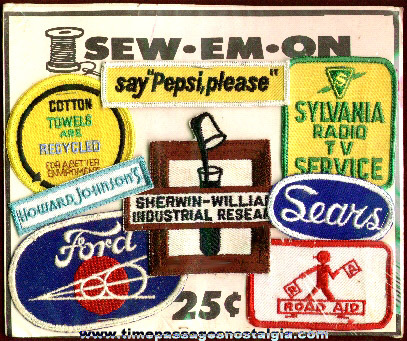 SEW·EM·ON
say "Pepsi, please"
COTTON
TOWELS
ARE
RECYCLED
FOR A BETTER
ENVIRONMENT
SYLVANIA
RADIO
TV
SERVICE
HOWARD JOHNSON'S
SHERWIN-WILLIA
INDUSTRIAL RESEA
Sears
Ford
ROAD AID
25¢
www.timepassagesnostalgia.com